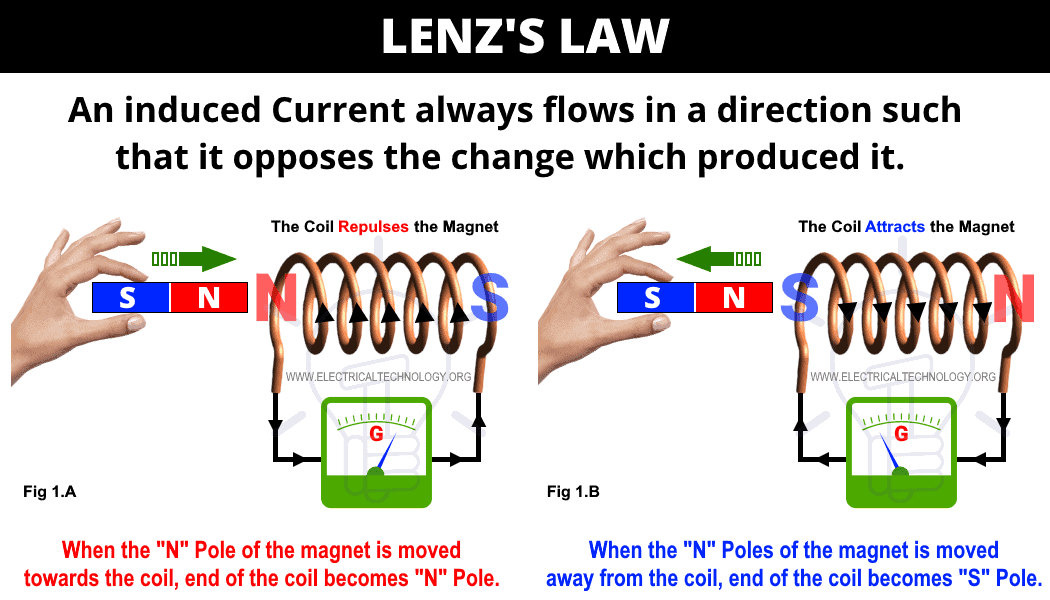 LENZ'S LAW
An induced Current always flows in a direction such
that it opposes the change which produced it.
The Coil Repulses the Magnet
S N
N
S
WWW.ELECTRICALTECHNOLOGY.ORG
G
Fig 1.A
When the "N" Pole of the magnet is moved
towards the coil, end of the coil becomes "N" Pole.
The Coil Attracts the Magnet
S N
S
N
WWW.ELECTRICALTECHNOLOGY.ORG
G
Fig 1.B
When the "N" Poles of the magnet is moved
away from the coil, end of the coil becomes "S" Pole.